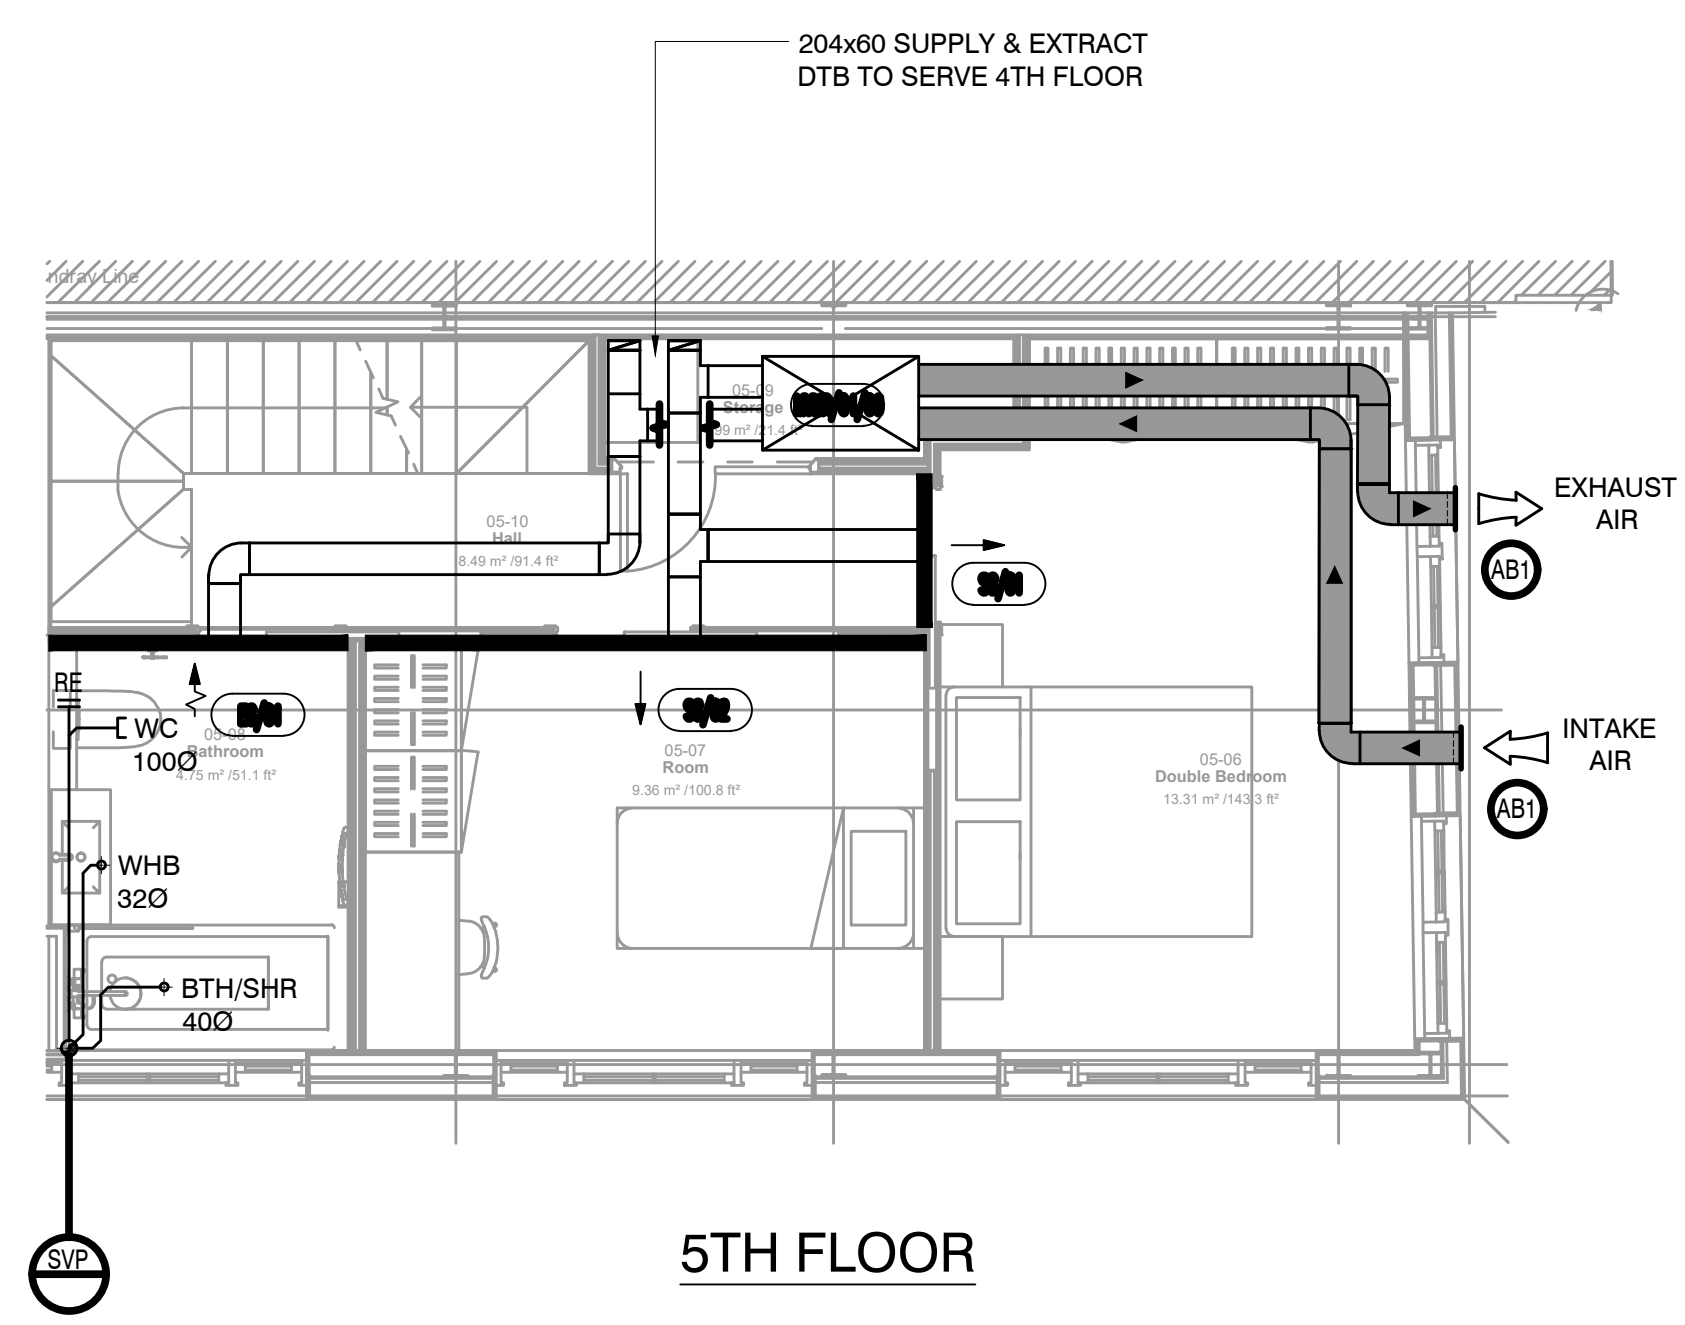 204x60 SUPPLY & EXTRACT
DTB TO SERVE 4TH FLOOR
ndray Line
05-09
Storage
99 m² /21.4 ft²
EXHAUST
AIR
AB1
05-10
Hall
8.49 m² /91.4 ft²
RE
WC
100Ø
05-08
Bathroom
4.75 m² /51.1 ft²
05-07
Room
9.36 m² /100.8 ft²
05-06
Double Bedroom
13.31 m² /143.3 ft²
INTAKE
AIR
AB1
WHB
32Ø
BTH/SHR
40Ø
SVP
5TH FLOOR